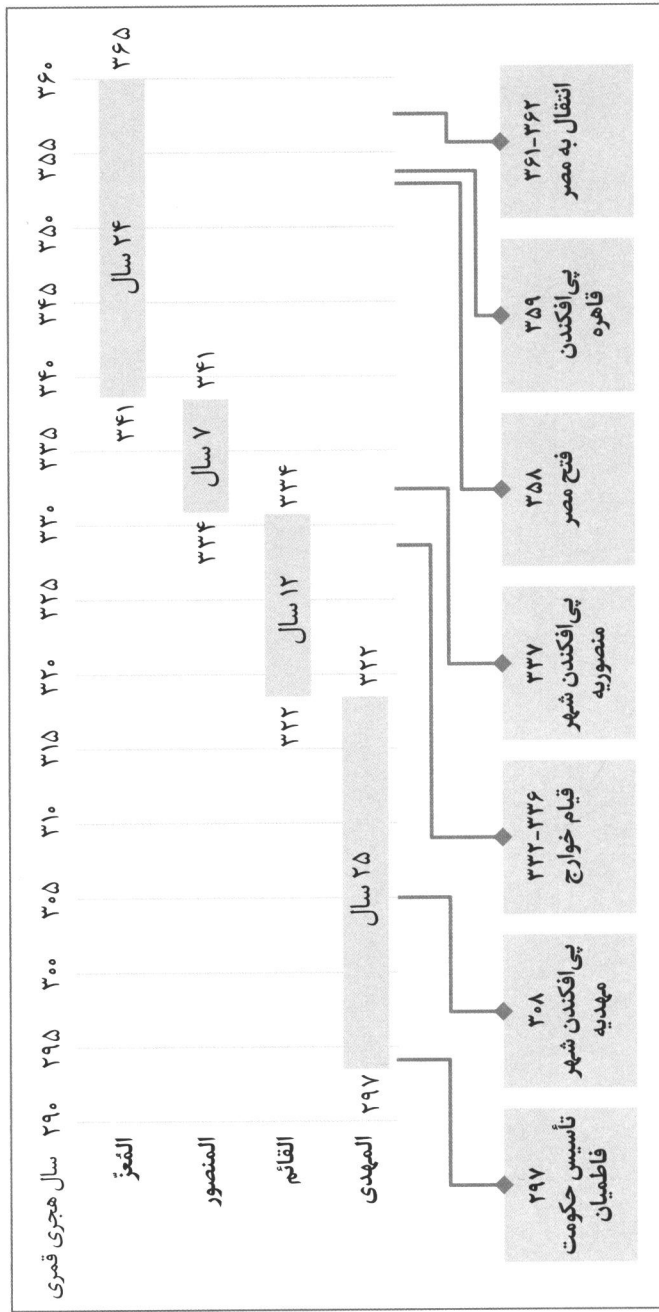 سال هجری قمری ۲۹۰ ۲۹۵ ۳۰۰ ۳۰۵ ۳۱۰ ۳۱۵ ۳۲۰ ۳۲۵ ۳۳۰ ۳۳۵ ۳۴۰ ۳۴۵ ۳۵۰ ۳۵۵ ۳۶۰
المُعزّ ۳۴۱ ۲۴ سال ۳۶۵
المنصور ۳۳۴ ۷ سال ۳۴۱
القائم ۳۲۲ ۱۲ سال ۳۳۴
المهدی ۲۹۷ ۲۵ سال ۳۲۲
۲۹۷
تأسیس حکومت
فاطمیان
۳۰۸
پی‌افکندن شهر
مهدیه
۳۳۲-۳۳۶
قیام خوارج
۳۳۷
پی‌افکندن شهر
منصوریه
۳۵۸
فتح مصر
۳۵۹
پی‌افکندن
قاهره
۳۶۱-۳۶۲
انتقال به مصر